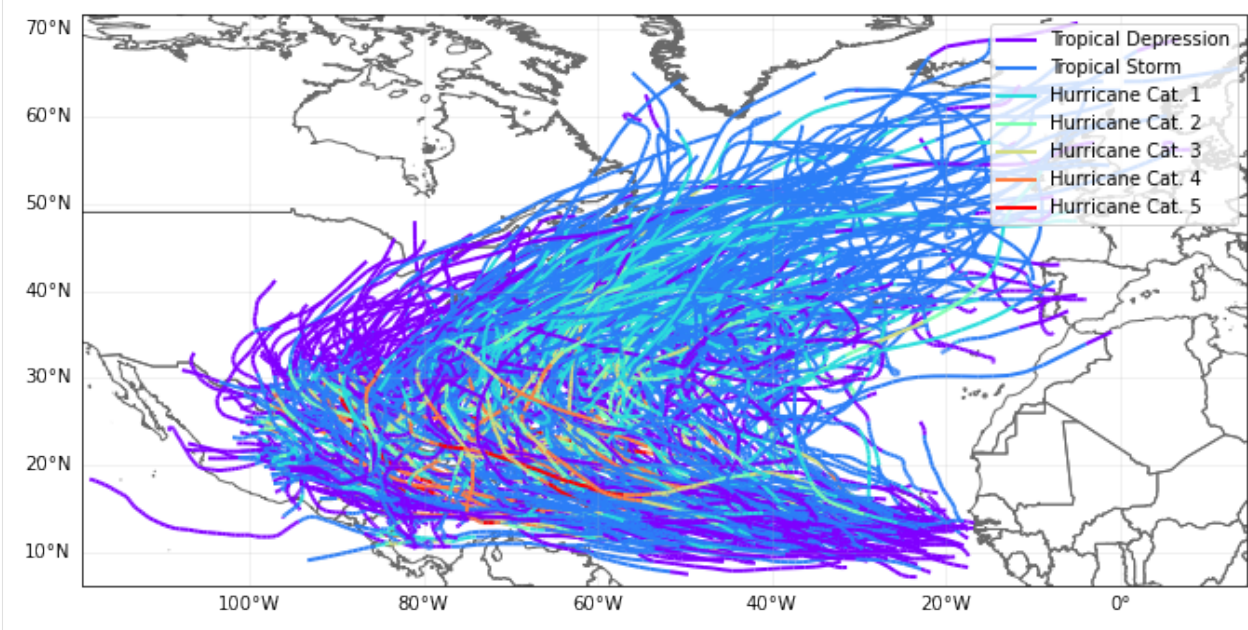 70°N
60°N
50°N
40°N
30°N
20°N
10°N
100°W
80°W
60°W
40°W
20°W
0°
Tropical Depression
Tropical Storm
Hurricane Cat. 1
Hurricane Cat. 2
Hurricane Cat. 3
Hurricane Cat. 4
Hurricane Cat. 5